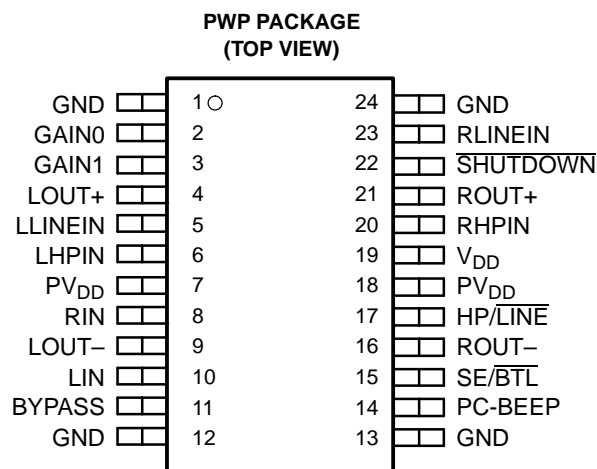 PWP PACKAGE
(TOP VIEW)
GND 1 24 GND
GAIN0 2 23 RLINEIN
GAIN1 3 22 SHUTDOWN
LOUT+ 4 21 ROUT+
LLINEIN 5 20 RHPIN
LHPIN 6 19 VDD
PVDD 7 18 PVDD
RIN 8 17 HP/LINE
LOUT– 9 16 ROUT–
LIN 10 15 SE/BTL
BYPASS 11 14 PC-BEEP
GND 12 13 GND